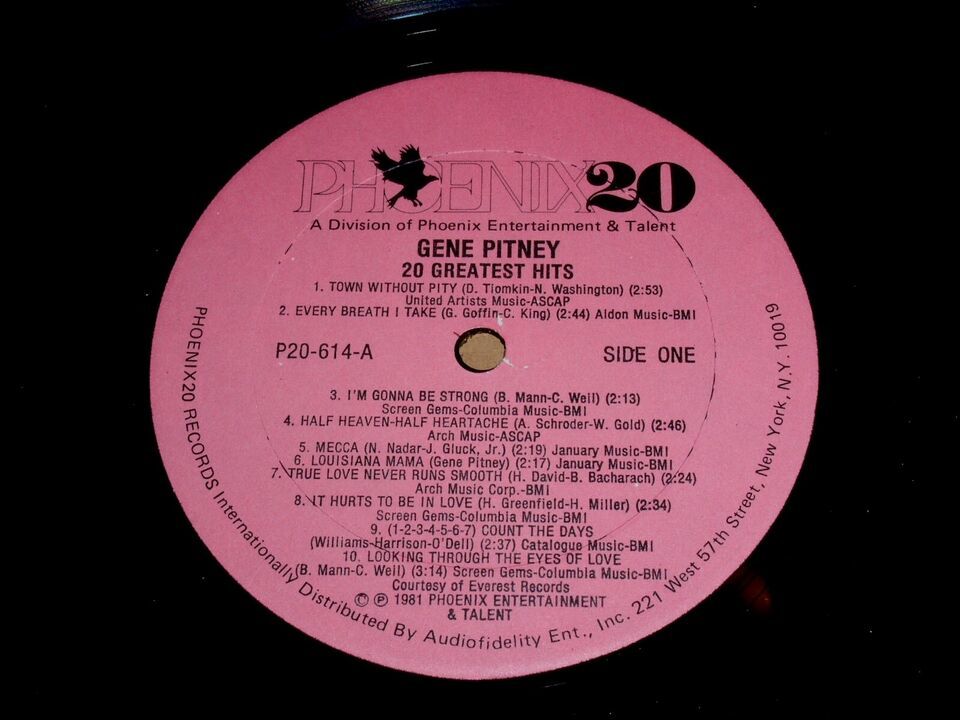 PHOENIX20
A Division of Phoenix Entertainment & Talent
GENE PITNEY
20 GREATEST HITS
1. TOWN WITHOUT PITY (D. Tiomkin-N. Washington) (2:53)
United Artists Music-ASCAP
2. EVERY BREATH I TAKE (G. Goffin-C. King) (2:44) Aldon Music-BMI
P20-614-A SIDE ONE
3. I'M GONNA BE STRONG (B. Mann-C. Weil) (2:13)
Screen Gems-Columbia Music-BMI
4. HALF HEAVEN-HALF HEARTACHE (A. Schroder-W. Gold) (2:46)
Arch Music-ASCAP
5. MECCA (N. Nadar-J. Gluck, Jr.) (2:19) January Music-BMI
6. LOUISIANA MAMA (Gene Pitney) (2:17) January Music-BMI
7. TRUE LOVE NEVER RUNS SMOOTH (H. David-B. Bacharach) (2:24)
Arch Music Corp.-BMI
8. IT HURTS TO BE IN LOVE (H. Greenfield-H. Miller) (2:34)
Screen Gems-Columbia Music-BMI
9. (1-2-3-4-5-6-7) COUNT THE DAYS
(Williams-Harrison-O'Dell) (2:37) Catalogue Music-BMI
10. LOOKING THROUGH THE EYES OF LOVE
(B. Mann-C. Weil) (3:14) Screen Gems-Columbia Music-BMI
Courtesy of Everest Records
© ℗ 1981 PHOENIX ENTERTAINMENT
& TALENT
PHOENIX20 RECORDS Internationally Distributed By Audiofidelity Ent., Inc. 221 West 57th Street, New York, N.Y. 10019